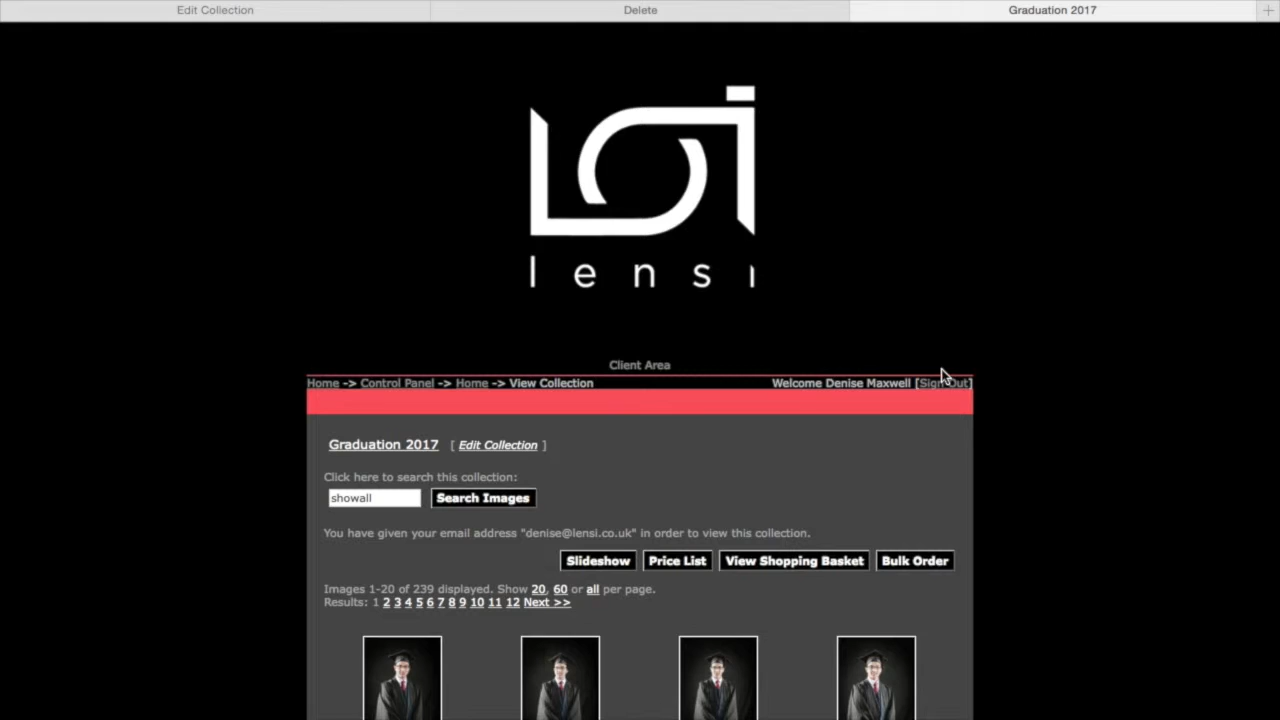 Edit Collection Delete Graduation 2017
lensi
Client Area
Home -> Control Panel -> Home -> View Collection Welcome Denise Maxwell [Sign Out]
Graduation 2017 [ Edit Collection ]
Click here to search this collection:
showall Search Images
You have given your email address "denise@lensi.co.uk" in order to view this collection.
Slideshow Price List View Shopping Basket Bulk Order
Images 1-20 of 239 displayed. Show 20, 60 or all per page.
Results: 1 2 3 4 5 6 7 8 9 10 11 12 Next >>